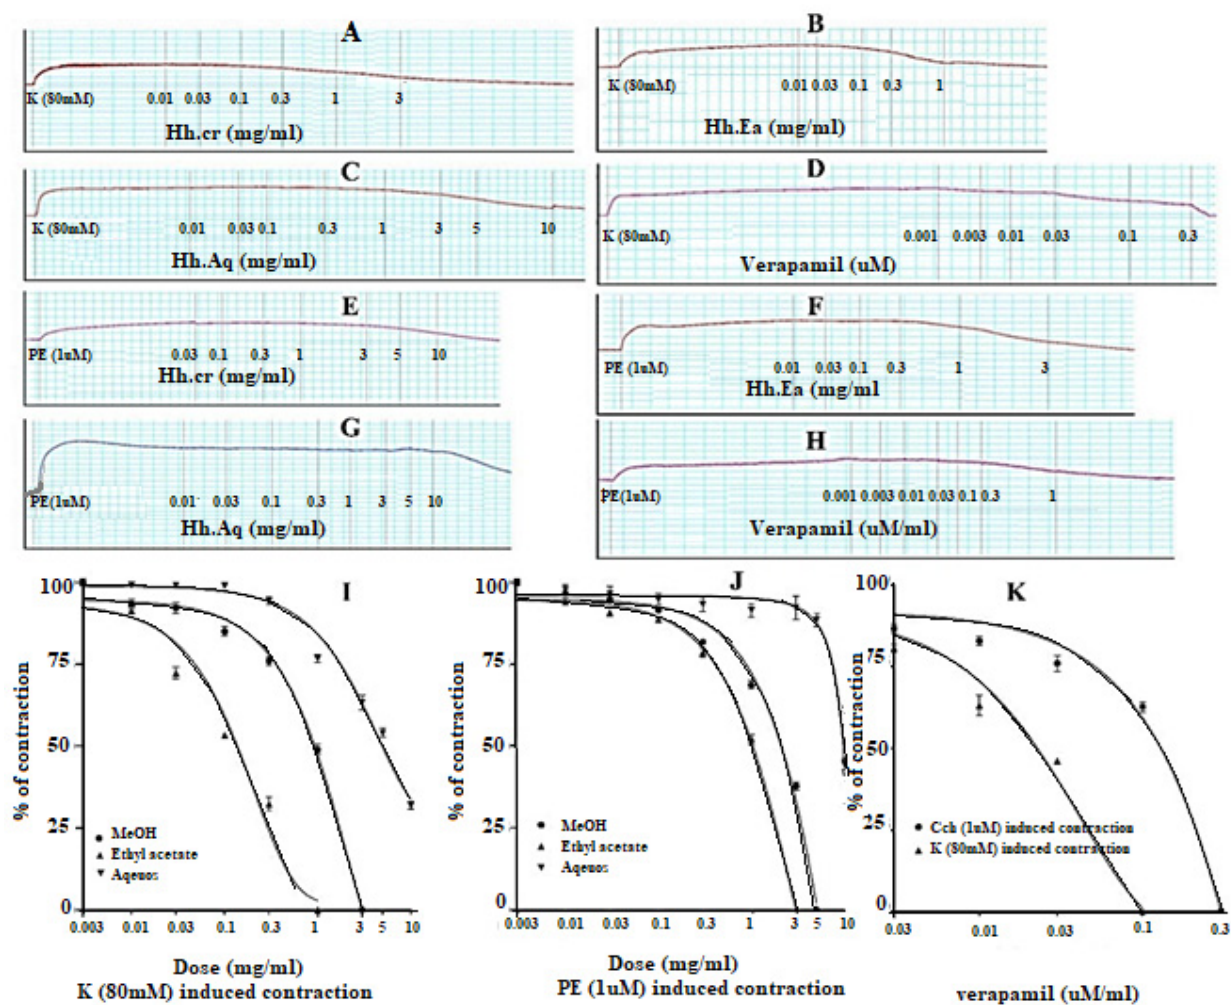 A
K (80mM) 0.01 0.03 0.1 0.3 1 3
Hh.cr (mg/ml)
B
K (80mM) 0.01 0.03 0.1 0.3 1
Hh.Ea (mg/ml)
C
K (80mM) 0.01 0.03 0.1 0.3 1 3 5 10
Hh.Aq (mg/ml)
D
K (80mM) 0.001 0.003 0.01 0.03 0.1 0.3
Verapamil (uM)
E
PE (1uM) 0.03 0.1 0.3 1 3 5 10
Hh.cr (mg/ml)
F
PE (1uM) 0.01 0.03 0.1 0.3 1 3
Hh.Ea (mg/ml
G
PE(1uM) 0.01 0.03 0.1 0.3 1 3 5 10
Hh.Aq (mg/ml)
H
PE(1uM) 0.001 0.003 0.01 0.03 0.1 0.3 1
Verapamil (uM/ml)
I
% of contraction
100
75
50
25
0
MeOH
Ethyl acetate
Aqeuos
0.003 0.01 0.03 0.1 0.3 1 3 5 10
Dose (mg/ml)
K (80mM) induced contraction
J
% of contraction
100
75
50
25
0
MeOH
Ethyl acetate
Aqeuos
0.003 0.01 0.03 0.1 0.3 1 3 5 10
Dose (mg/ml)
PE (1uM) induced contraction
K
% of contraction
100
75
50
25
0
Cch (1uM) induced contraction
K (80mM) induced contraction
0.03 0.01 0.03 0.1 0.3
verapamil (uM/ml)